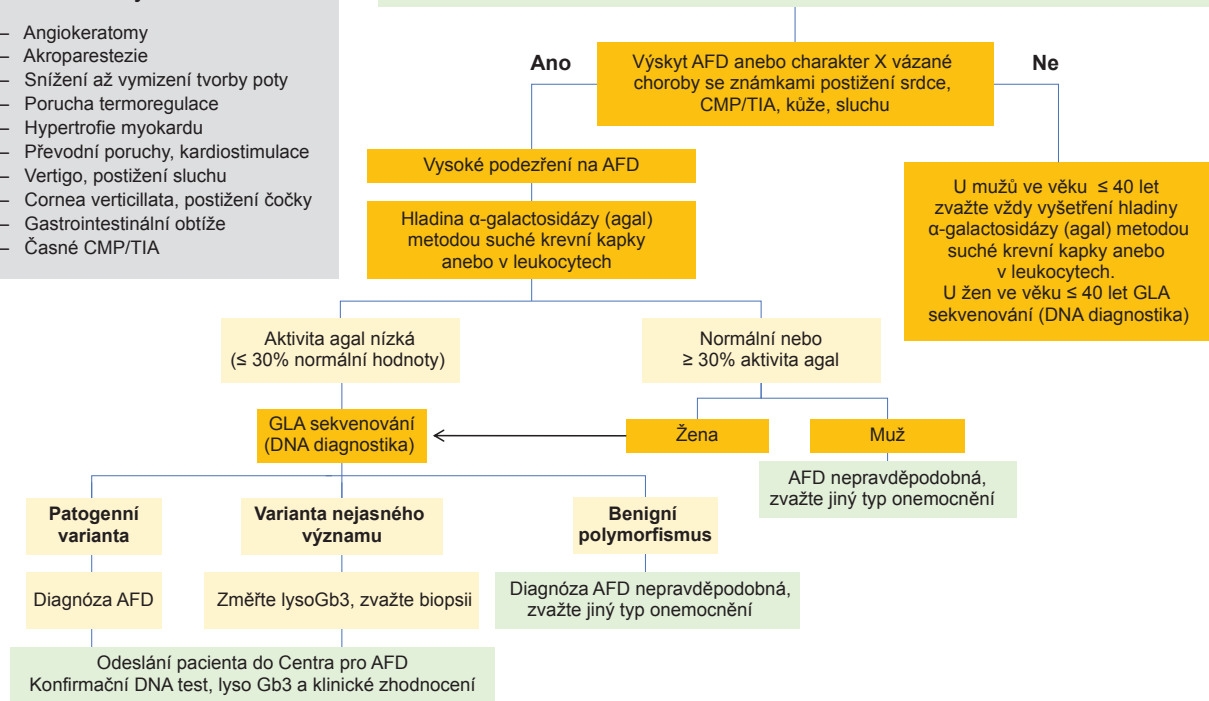 – Angiokeratomy
– Akroparestezie
– Snížení až vymizení tvorby poty
– Porucha termoregulace
– Hypertrofie myokardu
– Převodní poruchy, kardiostimulace
– Vertigo, postižení sluchu
– Cornea verticillata, postižení čočky
– Gastrointestinální obtíže
– Časné CMP/TIA
Ano
Výskyt AFD anebo charakter X vázané
choroby se známkami postižení srdce,
CMP/TIA, kůže, sluchu
Ne
Vysoké podezření na AFD
Hladina α-galactosidázy (agal)
metodou suché krevní kapky
anebo v leukocytech
U mužů ve věku ≤ 40 let
zvažte vždy vyšetření hladiny
α-galactosidázy (agal) metodou
suché krevní kapky anebo
v leukocytech.
U žen ve věku ≤ 40 let GLA
sekvenování (DNA diagnostika)
Aktivita agal nízká
(≤ 30% normální hodnoty)
Normální nebo
≥ 30% aktivita agal
GLA sekvenování
(DNA diagnostika)
Žena
Muž
AFD nepravděpodobná,
zvažte jiný typ onemocnění
Patogenní
varianta
Varianta nejasného
významu
Benigní
polymorfismus
Diagnóza AFD
Změřte lysoGb3, zvažte biopsii
Diagnóza AFD nepravděpodobná,
zvažte jiný typ onemocnění
Odeslání pacienta do Centra pro AFD
Konfirmační DNA test, lyso Gb3 a klinické zhodnocení